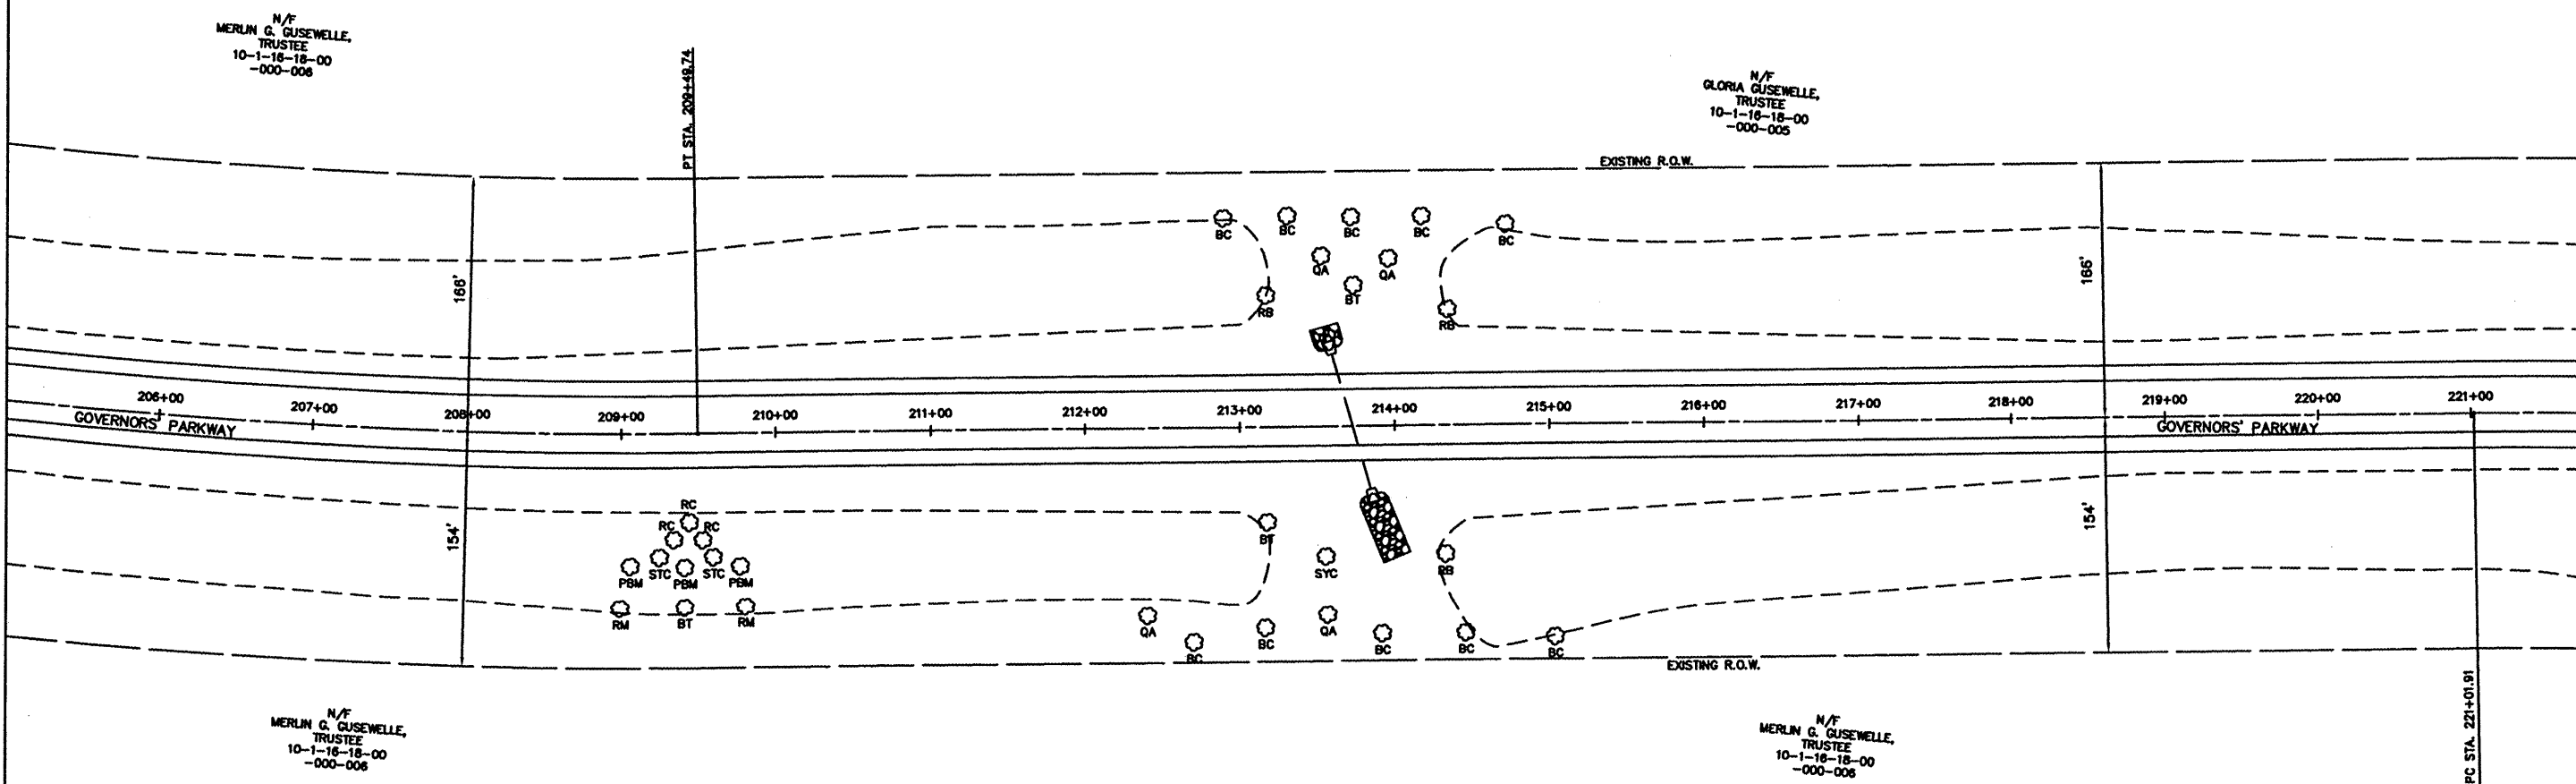 N/F
MERLIN G. GUSEWELLE,
TRUSTEE
10-1-16-18-00
-000-006
PT STA. 209+49.74
N/F
GLORIA GUSEWELLE,
TRUSTEE
10-1-16-18-00
-000-005
EXISTING R.O.W.
BC
BC
BC
BC
BC
QA
QA
BT
RB
RB
166'
166'
206+00
207+00
208+00
209+00
210+00
211+00
212+00
213+00
214+00
215+00
216+00
217+00
218+00
219+00
220+00
221+00
GOVERNORS' PARKWAY
GOVERNORS' PARKWAY
154'
154'
RC
RC
RC
STC
STC
PBM
PBM
PBM
RM
BT
RM
BT
SYC
RB
QA
QA
BC
BC
BC
BC
BC
EXISTING R.O.W.
N/F
MERLIN G. GUSEWELLE,
TRUSTEE
10-1-16-18-00
-000-006
N/F
MERLIN G. GUSEWELLE,
TRUSTEE
10-1-16-18-00
-000-006
PC STA. 221+01.91